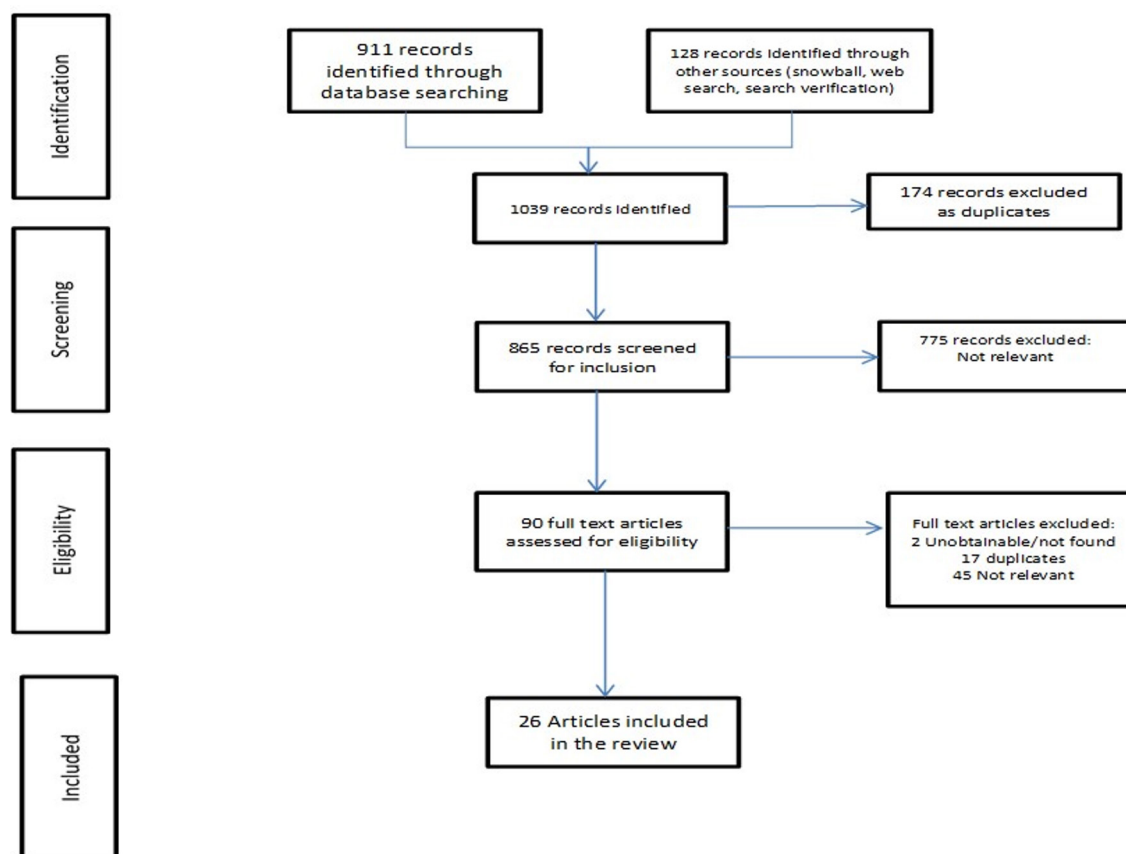 Identification
911 records
identified through
database searching
128 records identified through
other sources (snowball, web
search, search verification)
1039 records identified
174 records excluded
as duplicates
Screening
865 records screened
for inclusion
775 records excluded:
Not relevant
Eligibility
90 full text articles
assessed for eligibility
Full text articles excluded:
2 Unobtainable/not found
17 duplicates
45 Not relevant
Included
26 Articles included
in the review